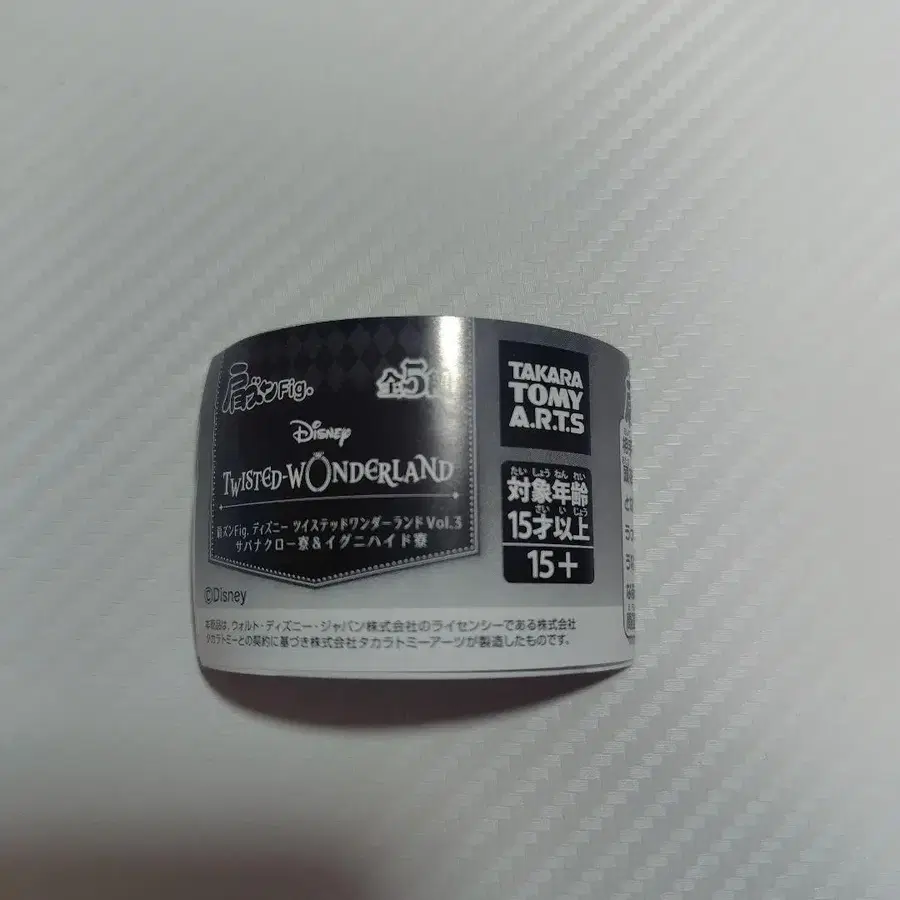 肩ズンFig.
全5
Disney
TWISTED-WONDERLAND
肩ズンFig. ディズニー ツイステッドワンダーランド Vol.3
サバナクロー寮&イグニハイド寮
©Disney
本商品は、ウォルト・ディズニー・ジャパン株式会社のライセンシーである株式会社
タカラトミーとの契約に基づき株式会社タカラトミーアーツが製造したものです。
TAKARA
TOMY
A.R.T.S
たいしょうねんれい
対象年齢
さいいじょう
15才以上
15+